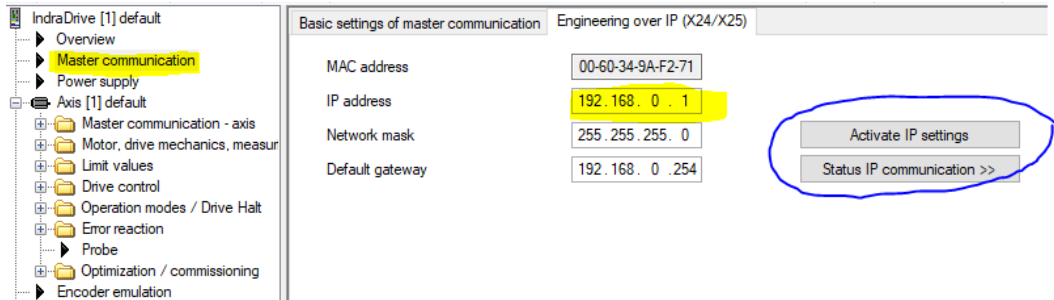 IndraDrive [1] default
Overview
Master communication
Power supply
Axis [1] default
Master communication - axis
Motor, drive mechanics, measur
Limit values
Drive control
Operation modes / Drive Halt
Error reaction
Probe
Optimization / commissioning
Encoder emulation
Basic settings of master communication
Engineering over IP (X24/X25)
MAC address 00-60-34-9A-F2-71
IP address 192.168. 0 . 1
Network mask 255.255.255. 0
Activate IP settings
Default gateway 192.168. 0 .254
Status IP communication >>